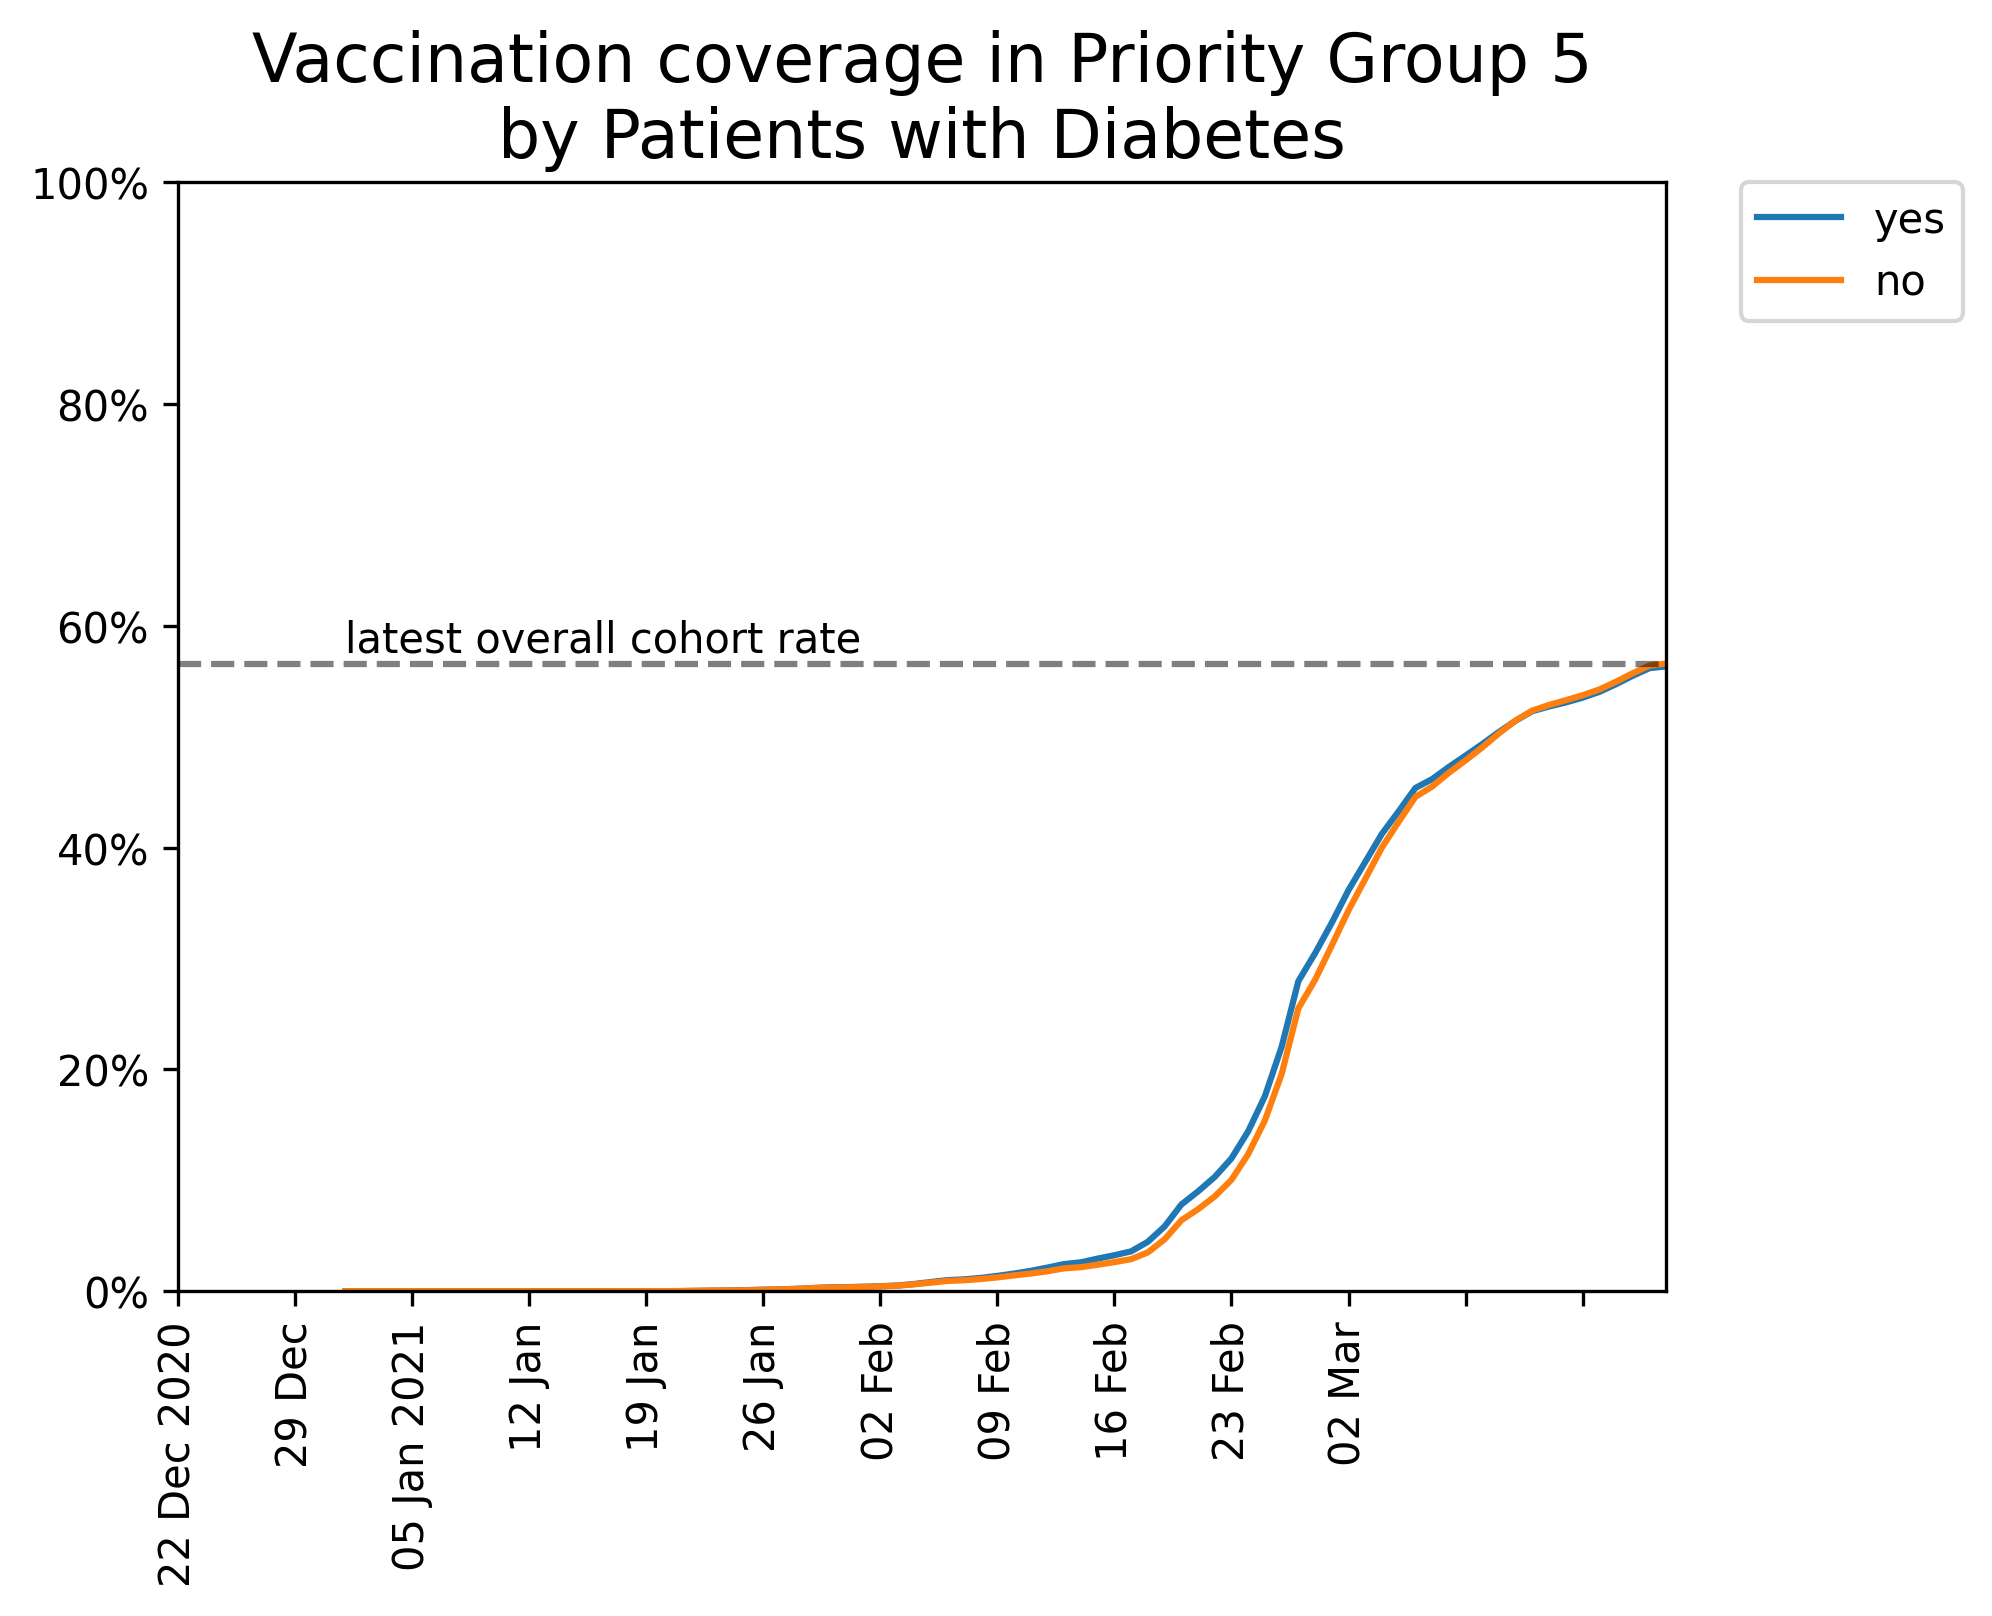 Vaccination coverage in Priority Group 5
by Patients with Diabetes
100%
80%
60%
40%
20%
0%
yes
no
latest overall cohort rate
22 Dec 2020
29 Dec
05 Jan 2021
12 Jan
19 Jan
26 Jan
02 Feb
09 Feb
16 Feb
23 Feb
02 Mar